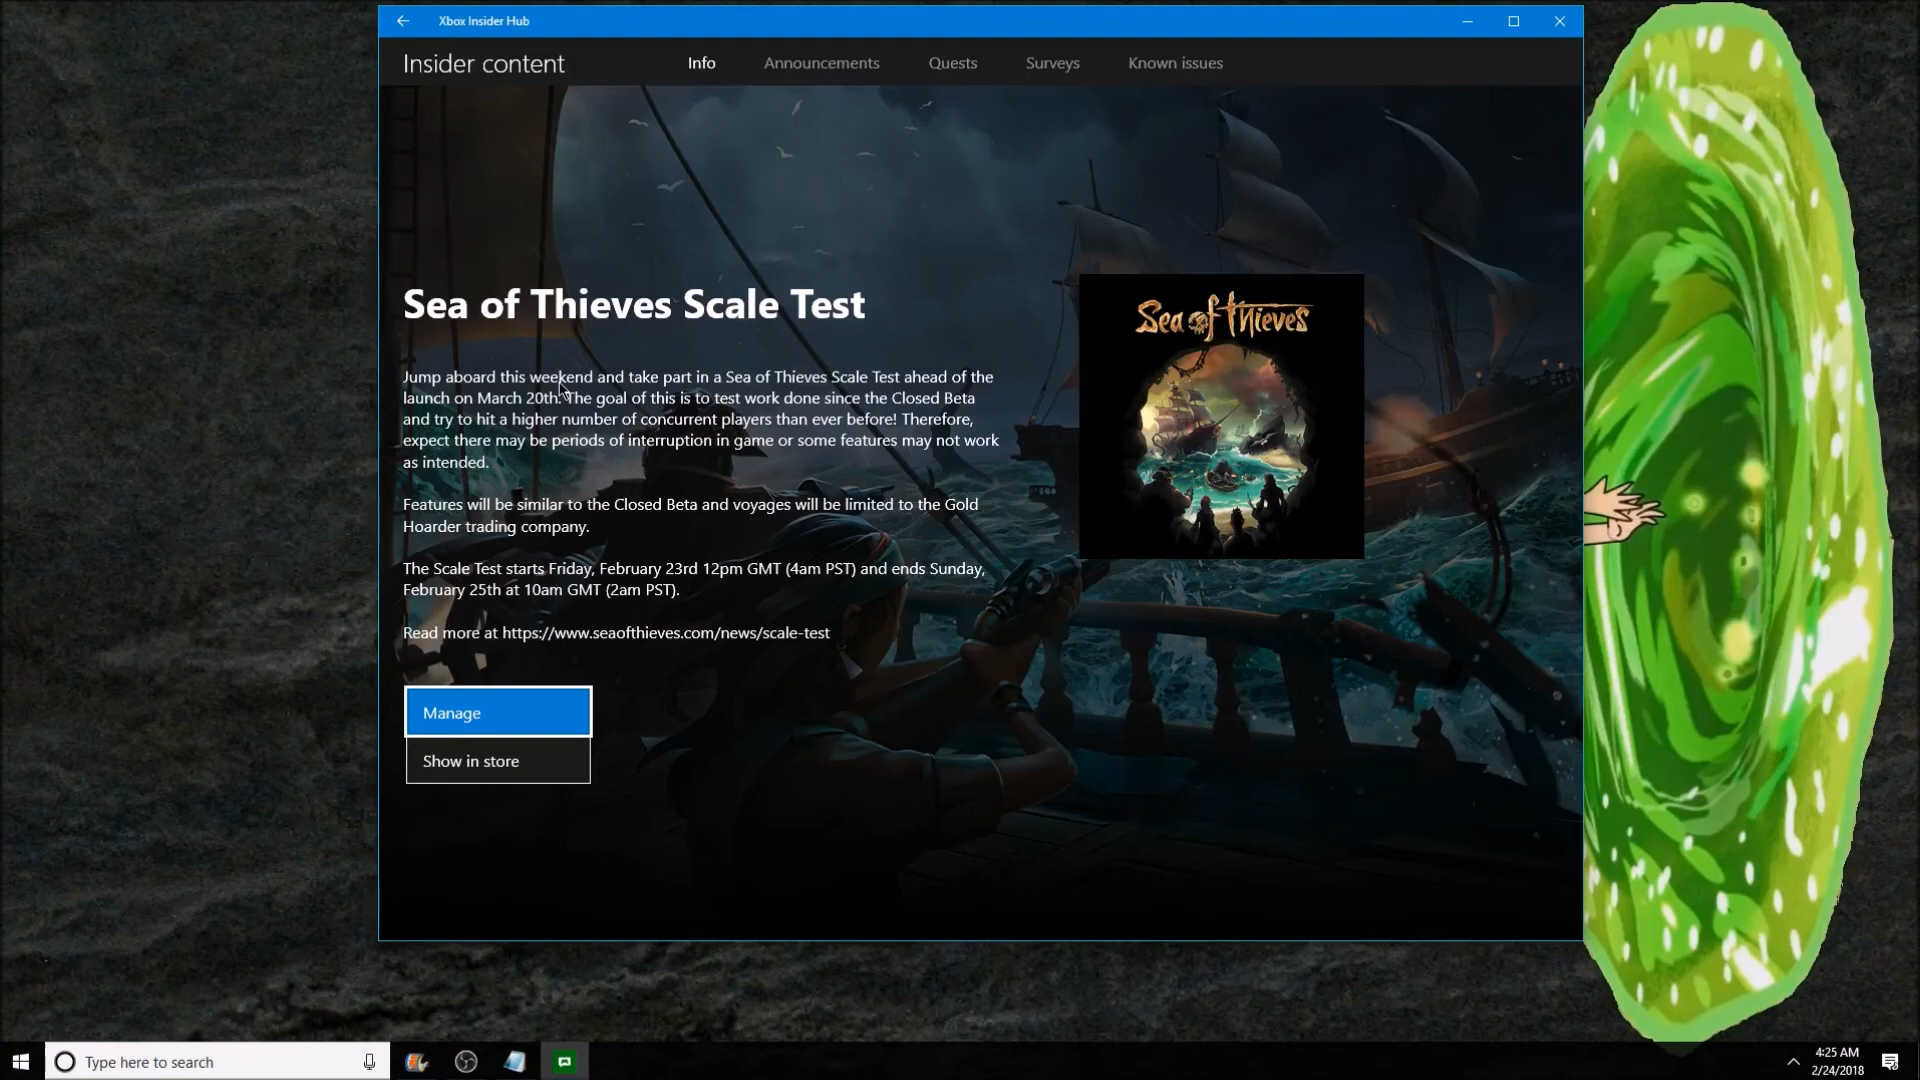 Xbox Insider Hub
Insider content
Info
Announcements
Quests
Surveys
Known issues
Sea of Thieves Scale Test
Jump aboard this weekend and take part in a Sea of Thieves Scale Test ahead of the
launch on March 20th. The goal of this is to test work done since the Closed Beta
and try to hit a higher number of concurrent players than ever before! Therefore,
expect there may be periods of interruption in game or some features may not work
as intended.
Features will be similar to the Closed Beta and voyages will be limited to the Gold
Hoarder trading company.
The Scale Test starts Friday, February 23rd 12pm GMT (4am PST) and ends Sunday,
February 25th at 10am GMT (2am PST).
Read more at https://www.seaofthieves.com/news/scale-test
Sea of Thieves
Manage
Show in store
Type here to search
4:25 AM
2/24/2018